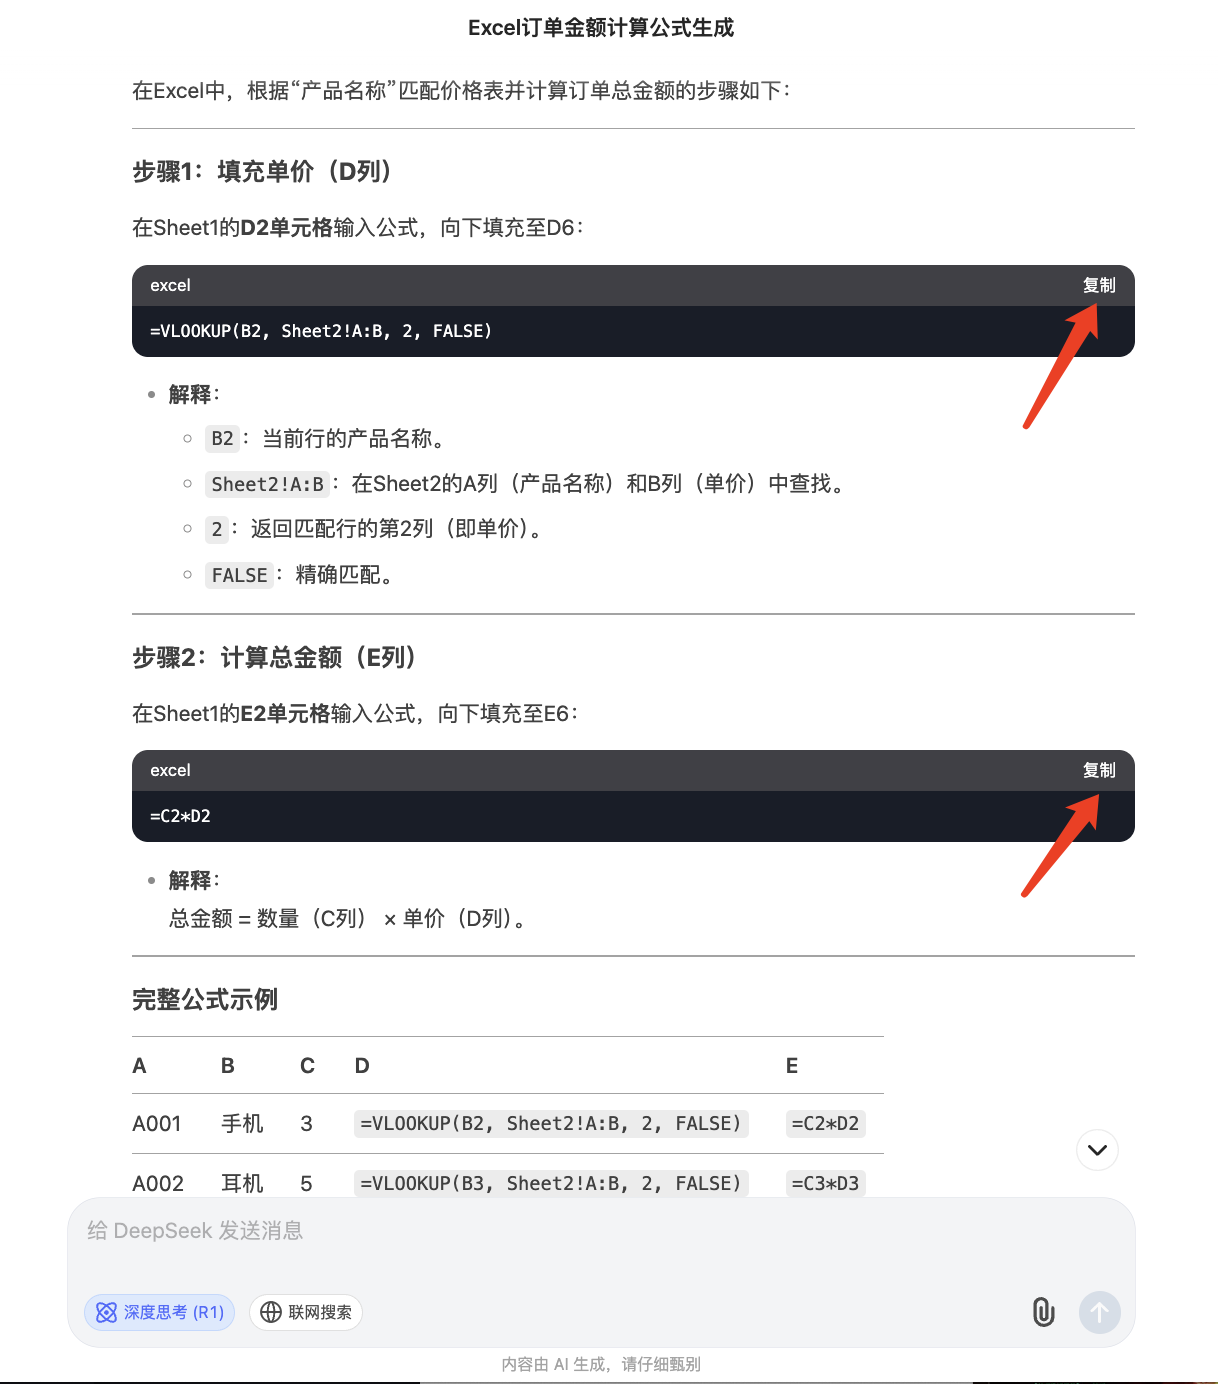 Excel订单金额计算公式生成
在Excel中，根据“产品名称”匹配价格表并计算订单总金额的步骤如下：
步骤1：填充单价（D列）
在Sheet1的D2单元格输入公式，向下填充至D6：
excel 复制
=VLOOKUP(B2, Sheet2!A:B, 2, FALSE)
解释：
B2：当前行的产品名称。
Sheet2!A:B：在Sheet2的A列（产品名称）和B列（单价）中查找。
2：返回匹配行的第2列（即单价）。
FALSE：精确匹配。
步骤2：计算总金额（E列）
在Sheet1的E2单元格输入公式，向下填充至E6：
excel 复制
=C2*D2
解释：
总金额 = 数量（C列） × 单价（D列）。
完整公式示例
A B C D E
A001 手机 3 =VLOOKUP(B2, Sheet2!A:B, 2, FALSE) =C2*D2
A002 耳机 5 =VLOOKUP(B3, Sheet2!A:B, 2, FALSE) =C3*D3
给 DeepSeek 发送消息
深度思考 (R1) 联网搜索
内容由 AI 生成，请仔细甄别